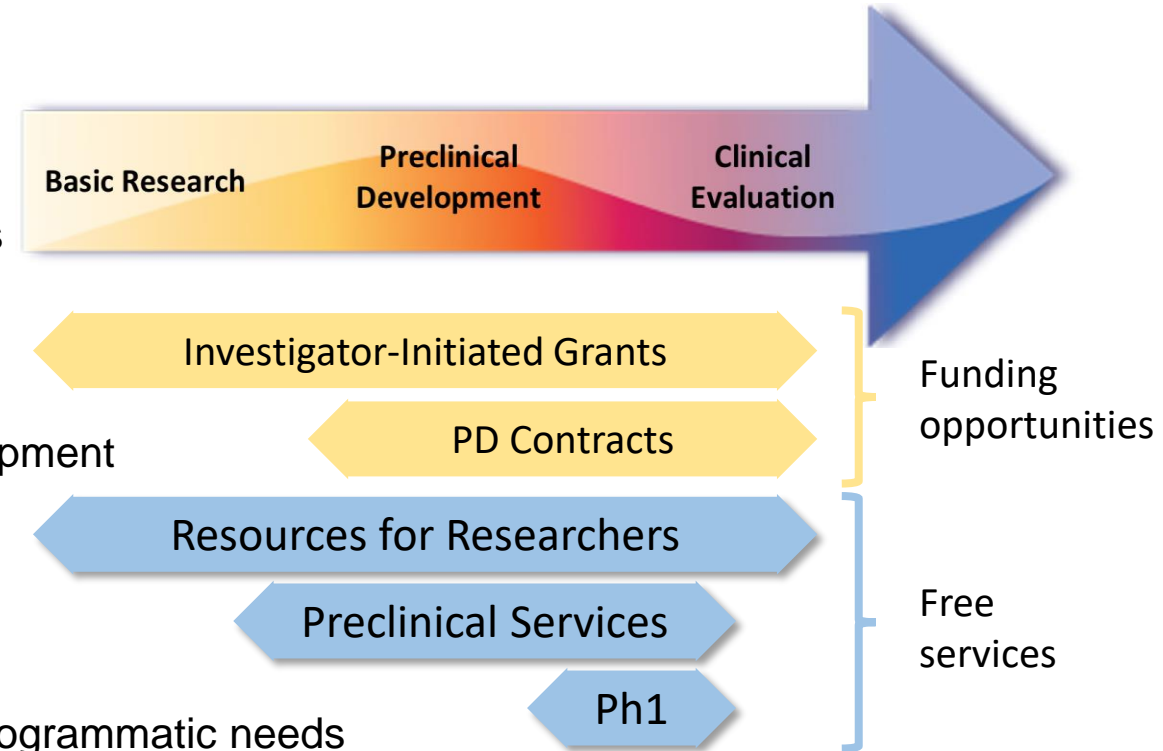 Basic Research
Preclinical
Development
Clinical
Evaluation
s
Investigator-Initiated Grants
PD Contracts
Funding
opportunities
pment
Resources for Researchers
Preclinical Services
Free
services
Ph1
ogrammatic needs